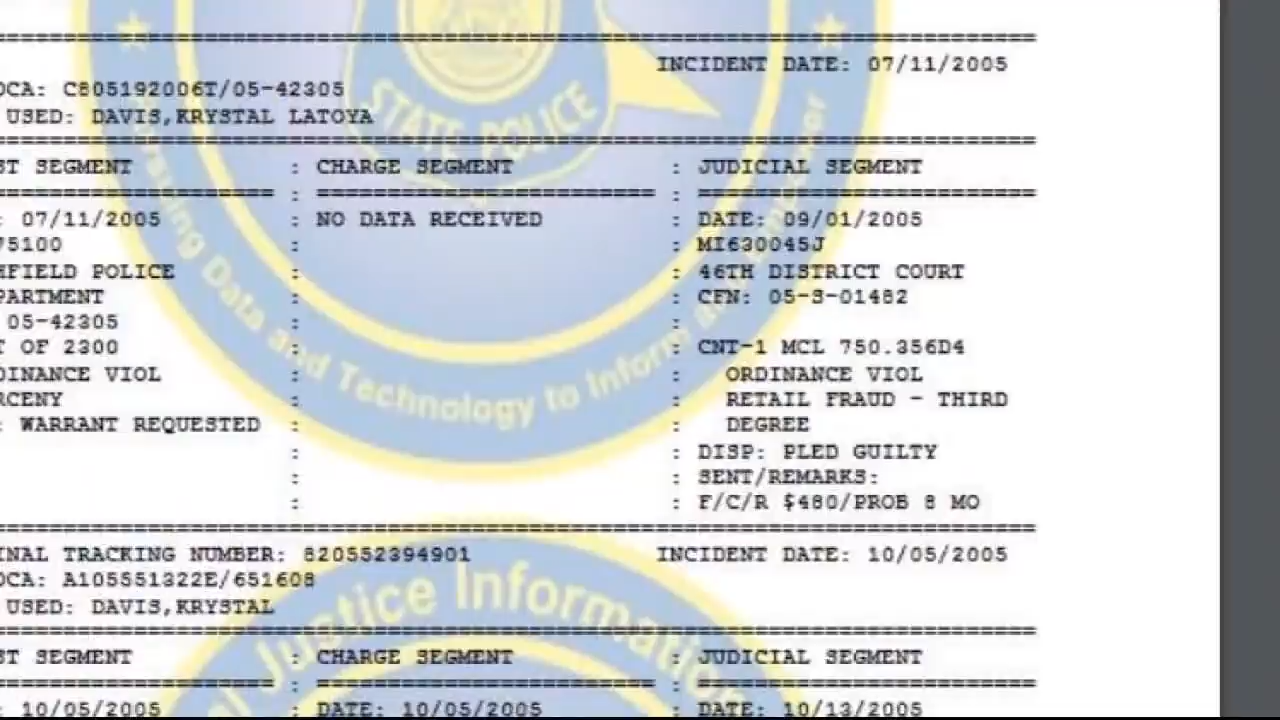 STATE POLICE
INCIDENT DATE: 07/11/2005
OCA: C805192006T/05-42305
USED: DAVIS,KRYSTAL LATOYA
ST SEGMENT : CHARGE SEGMENT : JUDICIAL SEGMENT
: 07/11/2005 : NO DATA RECEIVED : DATE: 09/01/2005
75100 : : MI630045J
HFIELD POLICE : : 46TH DISTRICT COURT
PARTMENT : : CFN: 05-S-01482
05-42305 : :
T OF 2300 : : CNT-1 MCL 750.356D4
DINANCE VIOL : : ORDINANCE VIOL
RCENY : : RETAIL FRAUD - THIRD
: WARRANT REQUESTED : : DEGREE
: : DISP: PLED GUILTY
: : SENT/REMARKS:
: : F/C/R $480/PROB 8 MO
Data and Technology to Inform
INAL TRACKING NUMBER: 820552394901 INCIDENT DATE: 10/05/2005
OCA: A105551322E/651608
USED: DAVIS,KRYSTAL
al Justice Information
ST SEGMENT : CHARGE SEGMENT : JUDICIAL SEGMENT
: 10/05/2005 : DATE: 10/05/2005 : DATE: 10/13/2005